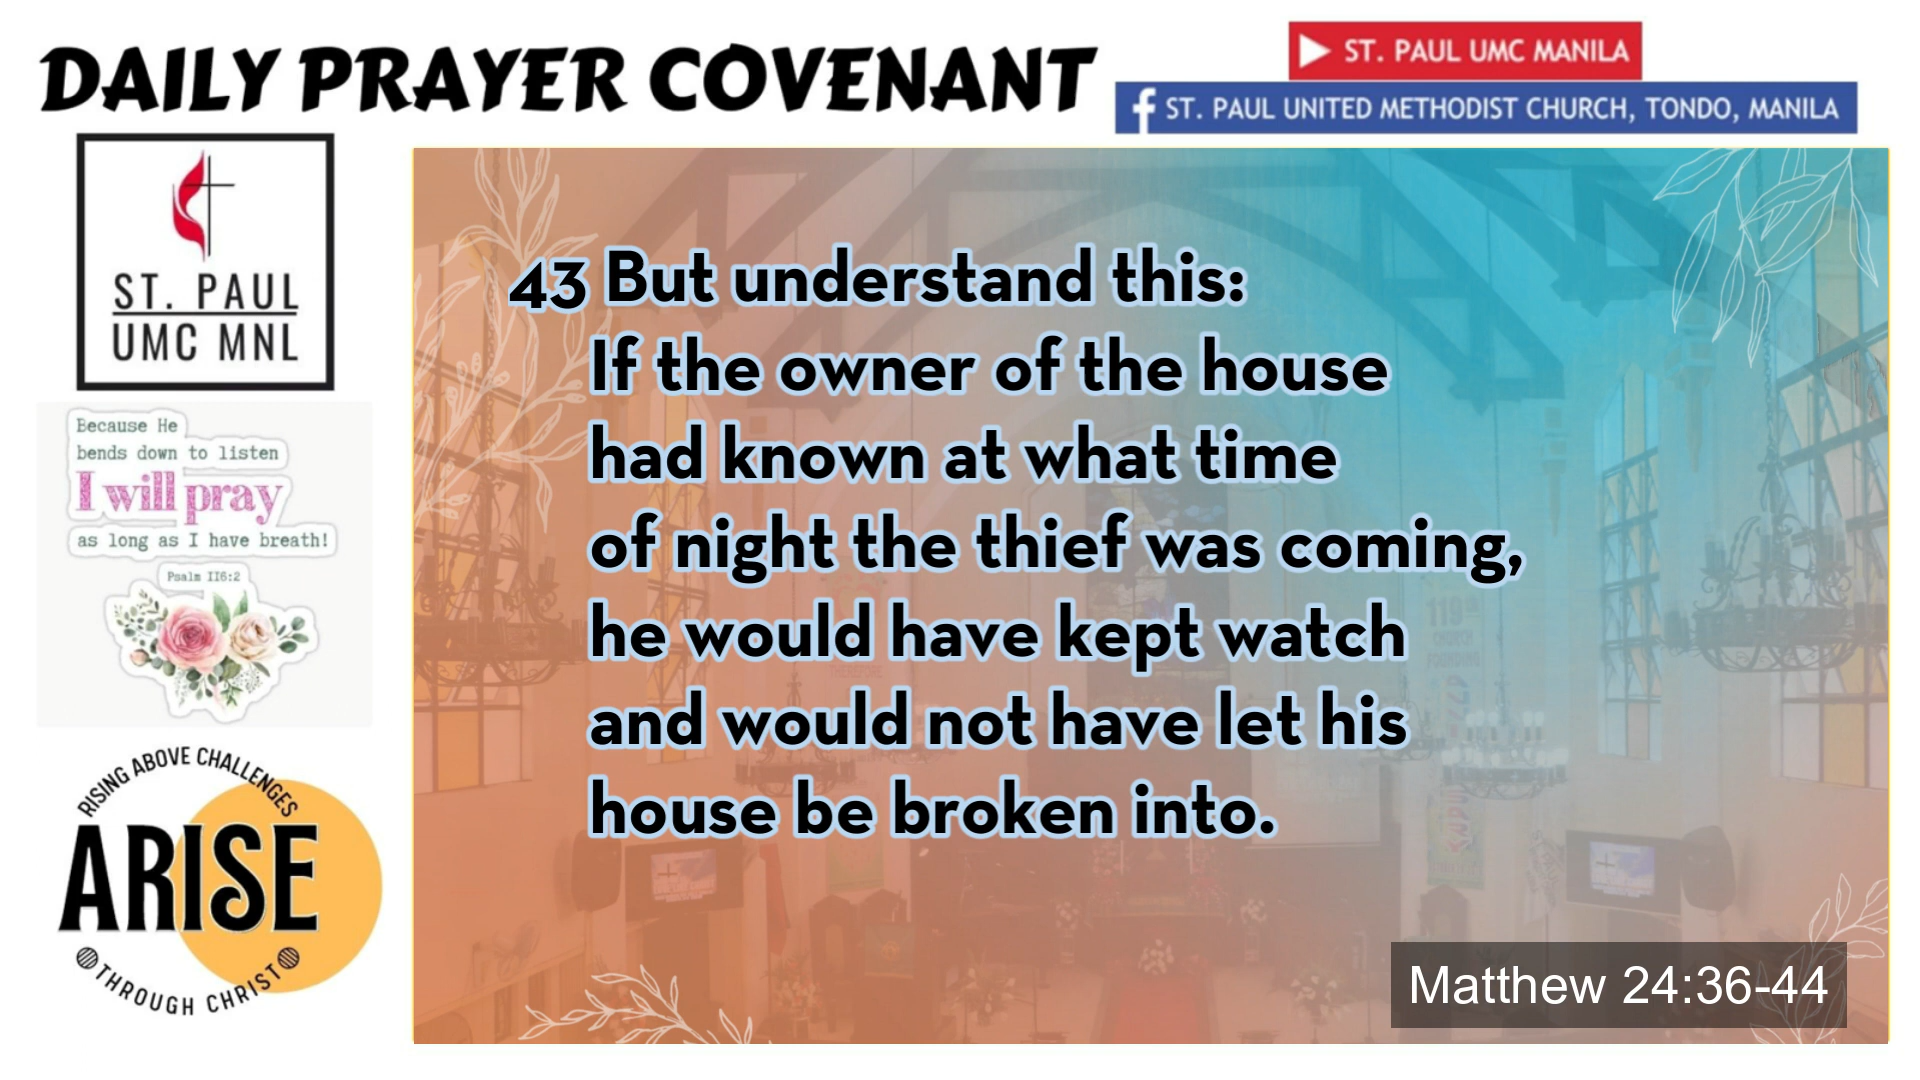 DAILY PRAYER COVENANT
ST. PAUL UMC MANILA
f ST. PAUL UNITED METHODIST CHURCH, TONDO, MANILA
ST. PAUL
UMC MNL
Because He
bends down to listen
I will pray
as long as I have breath!
Psalm 116:2
RISING ABOVE CHALLENGES
ARISE
THROUGH CHRIST
43 But understand this:
If the owner of the house
had known at what time
of night the thief was coming,
he would have kept watch
and would not have let his
house be broken into.
119
CHURCH
FOUNDING
THEREFORE
Matthew 24:36-44